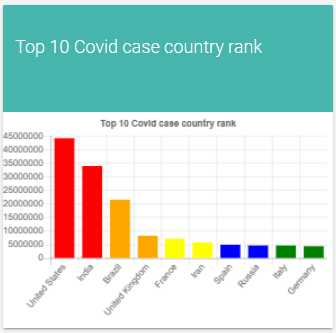 Top 10 Covid case country rank
Top 10 Covid case country rank
45000000
40000000
35000000
30000000
25000000
20000000
15000000
10000000
5000000
0
United States
India
Brazil
United Kingdom
France
Iran
Spain
Russia
Italy
Germany